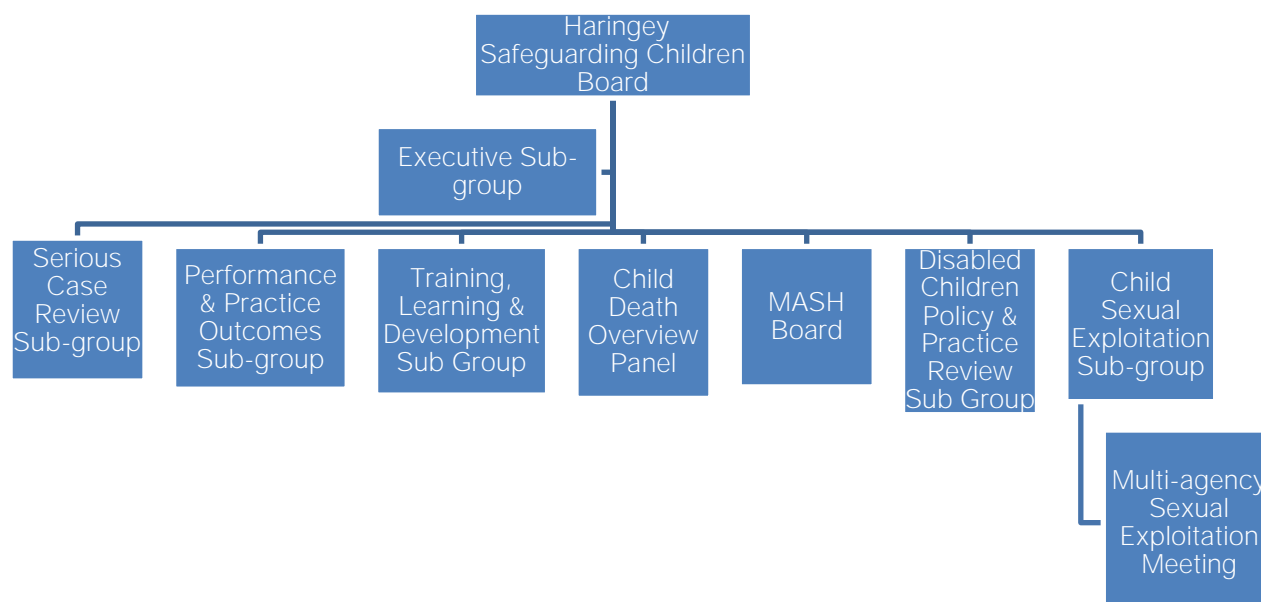 Haringey
Safeguarding Children
Board
Executive Sub-
group
Serious
Case
Review
Sub-group
Performance
& Practice
Outcomes
Sub-group
Training,
Learning &
Development
Sub Group
Child
Death
Overview
Panel
MASH
Board
Disabled
Children
Policy &
Practice
Review
Sub Group
Child
Sexual
Exploitation
Sub-group
Multi-agency
Sexual
Exploitation
Meeting